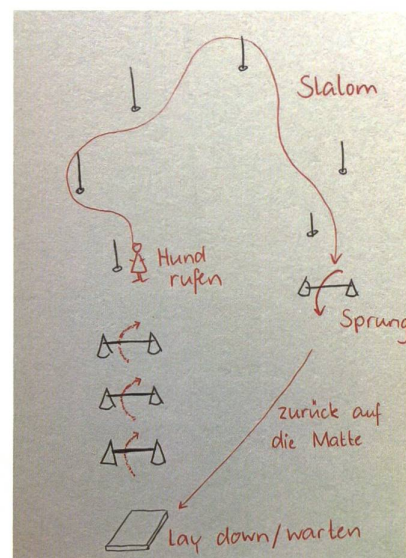 Slalom
Hund
rufen
Sprung
zurück auf
die Matte
Lay down/warten